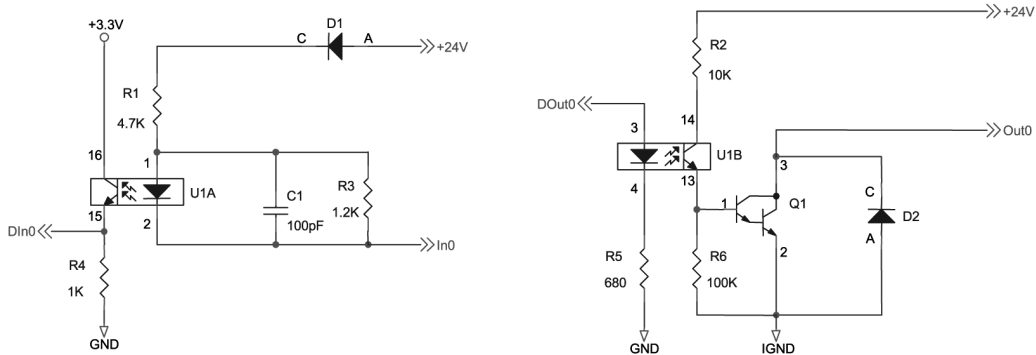 +3.3V
D1
C
A
+24V
R1
4.7K
16
1
U1A
15
2
C1
100pF
R3
1.2K
DIn0
In0
R4
1K
GND
+24V
R2
10K
DOut0
3
14
U1B
4
13
Out0
3
1
Q1
2
C
D2
A
R5
680
R6
100K
GND
IGND